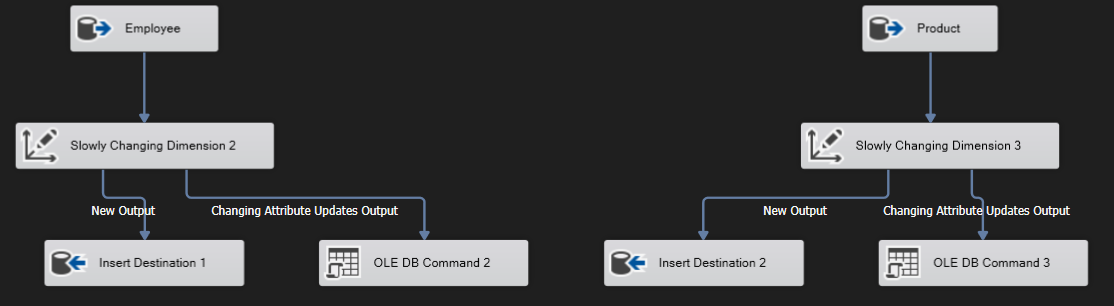 Employee
Product
Slowly Changing Dimension 2
Slowly Changing Dimension 3
New Output
Changing Attribute Updates Output
New Output
Changing Attribute Updates Output
Insert Destination 1
OLE DB Command 2
Insert Destination 2
OLE DB Command 3